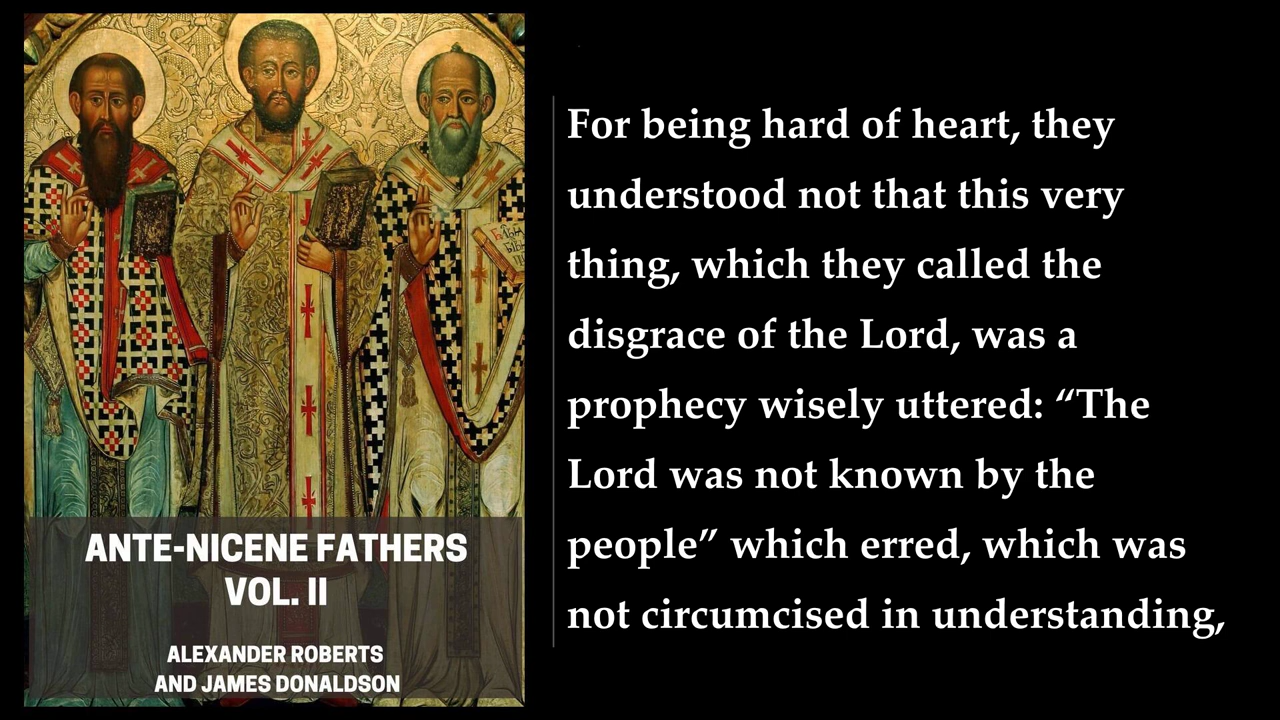 ANTE-NICENE FATHERS
VOL. II
ALEXANDER ROBERTS
AND JAMES DONALDSON
For being hard of heart, they
understood not that this very
thing, which they called the
disgrace of the Lord, was a
prophecy wisely uttered: “The
Lord was not known by the
people” which erred, which was
not circumcised in understanding,